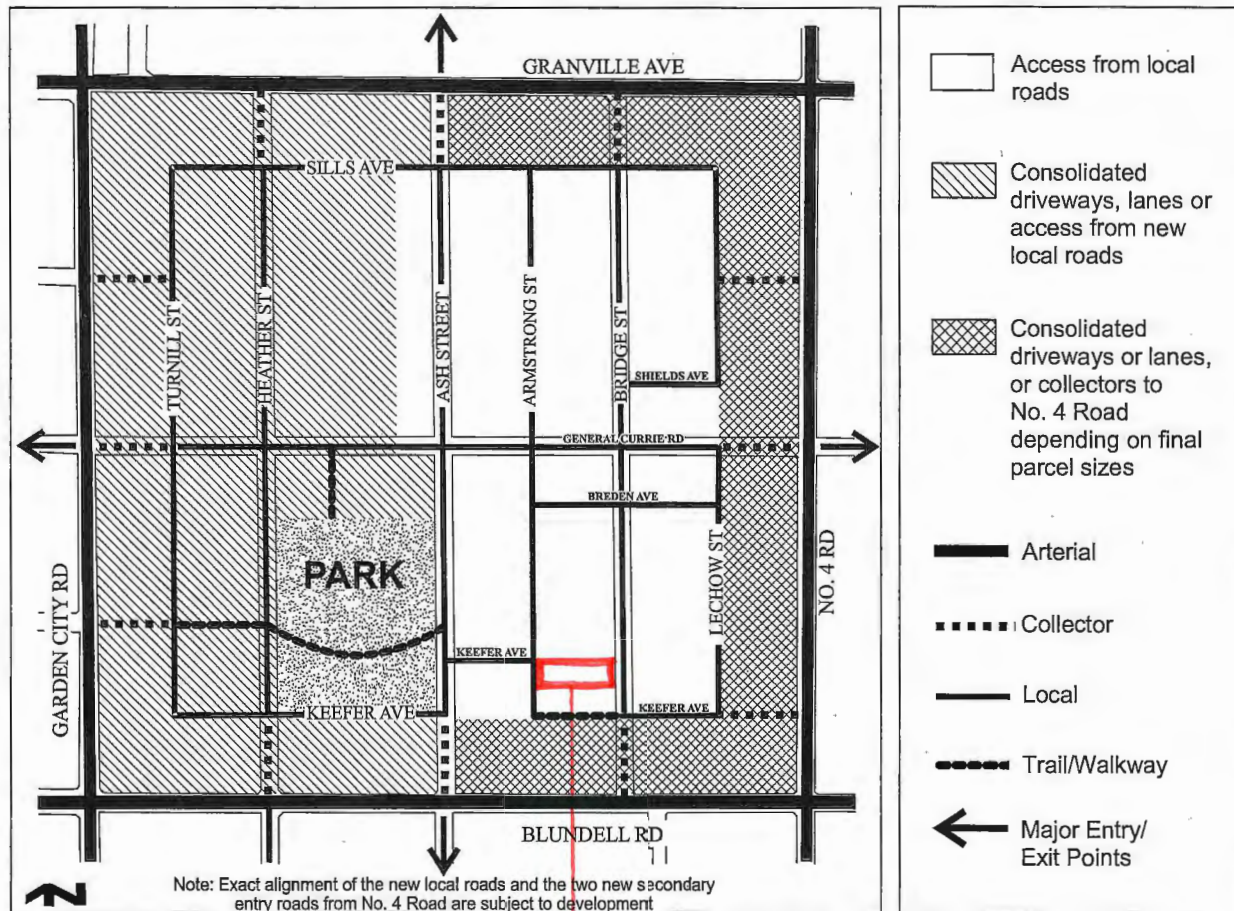 GRANVILLE AVE
SILLS AVE
TURNILL ST
HEATHER ST
ASH STREET
ARMSTRONG ST
BRIDGE ST
SHIELDS AVE
GENERAL CURRIE RD
BREDEN AVE
PARK
GARDEN CITY RD
LECHOW ST
NO. 4 RD
KEEFER AVE
KEEFER AVE
KEEFER AVE
BLUNDELL RD
Note: Exact alignment of the new local roads and the two new secondary
entry roads from No. 4 Road are subject to development
Access from local
roads
Consolidated
driveways, lanes or
access from new
local roads
Consolidated
driveways or lanes,
or collectors to
No. 4 Road
depending on final
parcel sizes
Arterial
Collector
Local
Trail/Walkway
Major Entry/
Exit Points